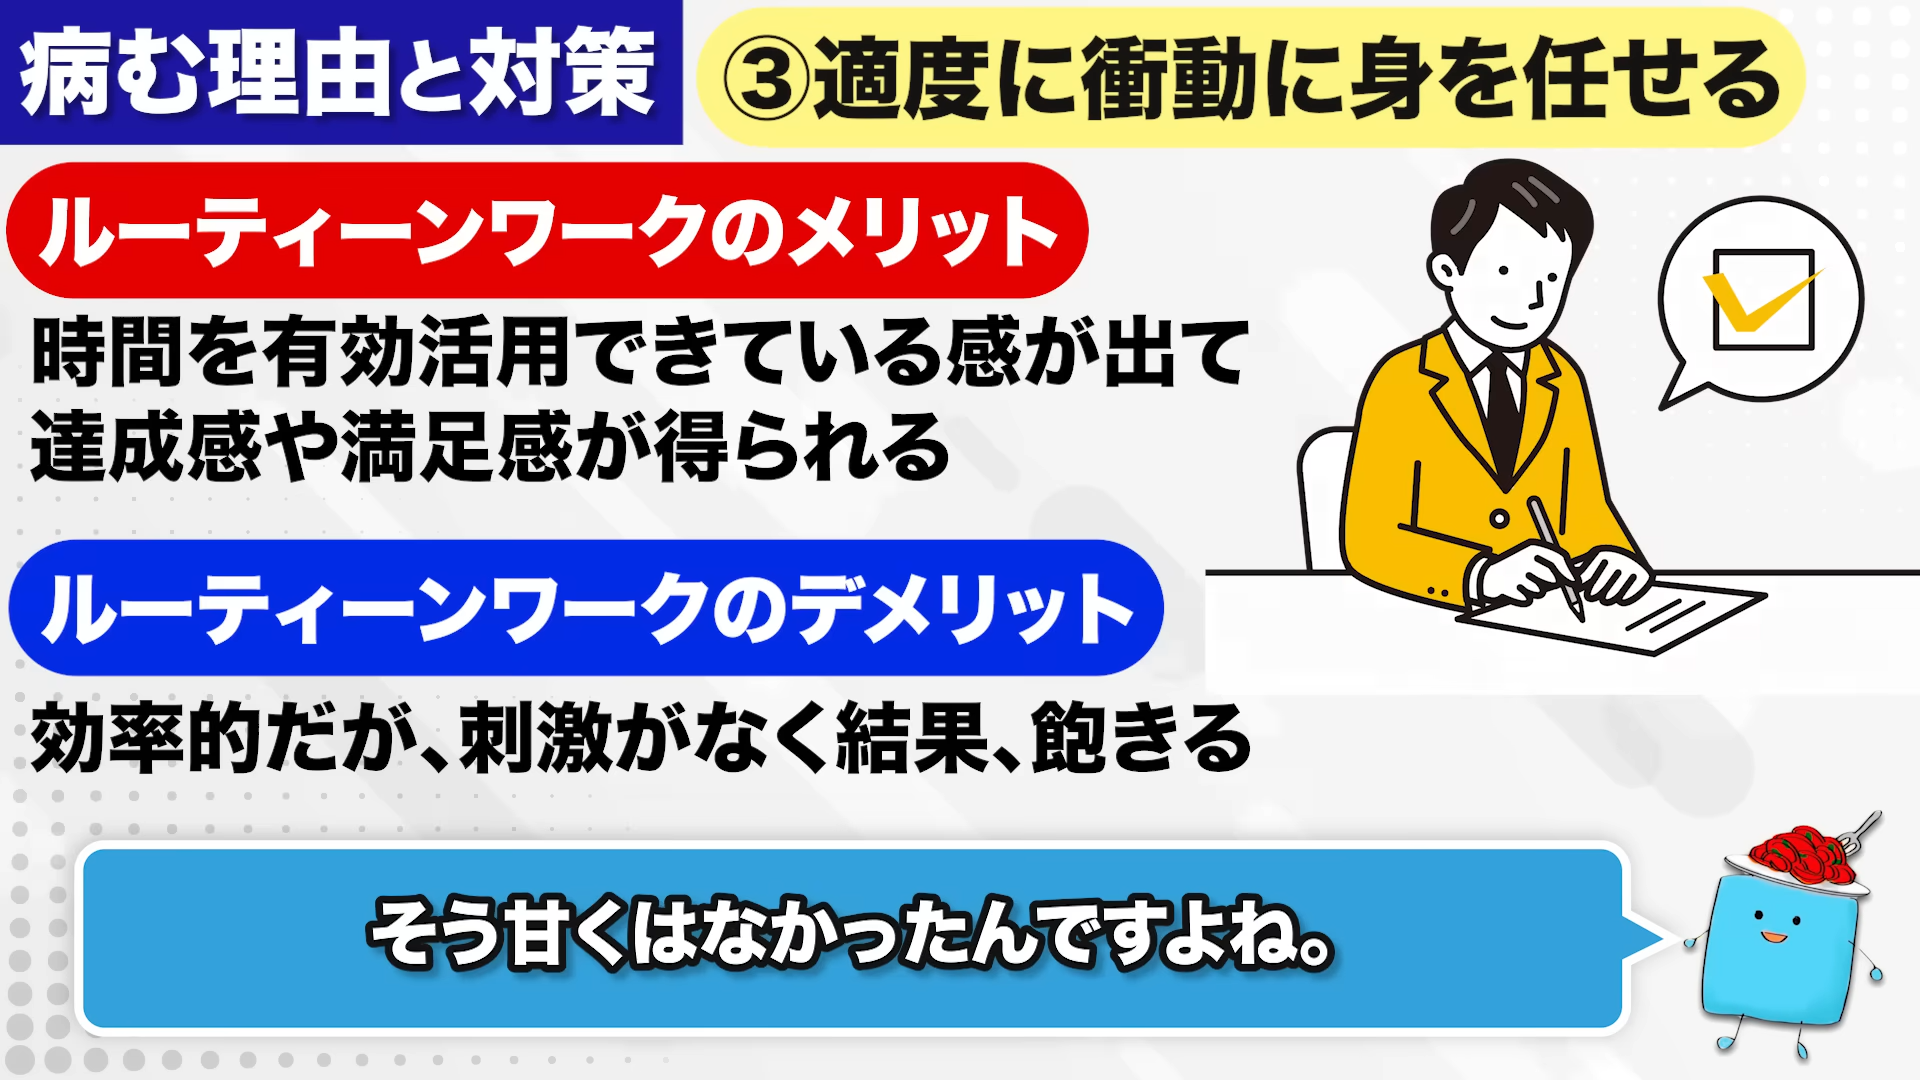 病む理由と対策
③適度に衝動に身を任せる
ルーティーンワークのメリット
時間を有効活用できている感が出て
達成感や満足感が得られる
ルーティーンワークのデメリット
効率的だが、刺激がなく結果、飽きる
そう甘くはなかったんですよね。